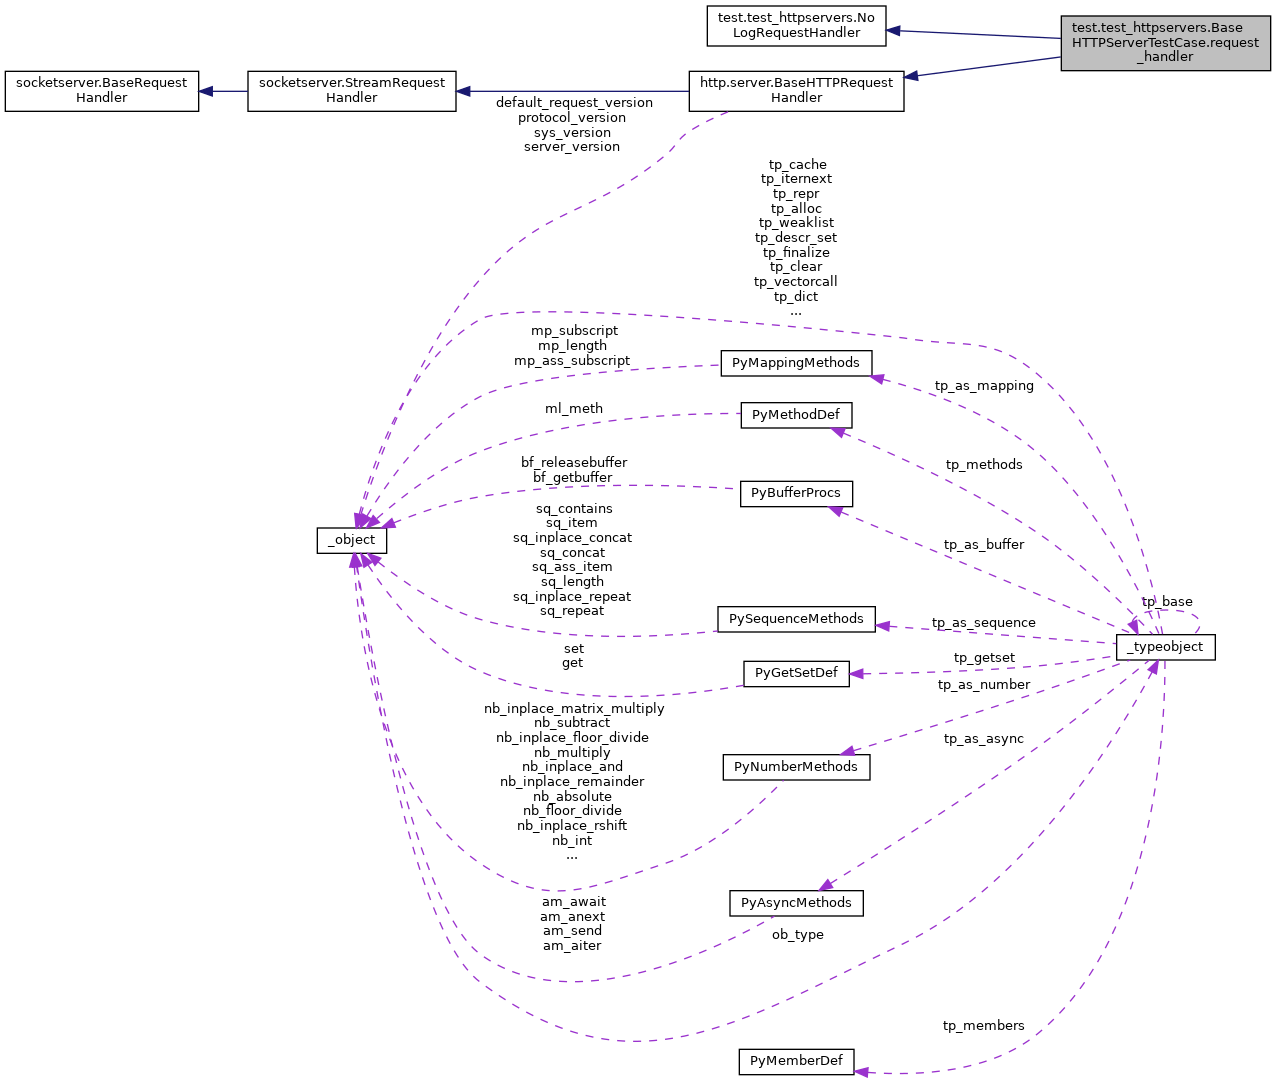 test.test_httpservers.No
LogRequestHandler
test.test_httpservers.Base
HTTPServerTestCase.request
_handler
socketserver.BaseRequest
Handler
socketserver.StreamRequest
Handler
http.server.BaseHTTPRequest
Handler
default_request_version
protocol_version
sys_version
server_version
tp_cache
tp_iternext
tp_repr
tp_alloc
tp_weaklist
tp_descr_set
tp_finalize
tp_clear
tp_vectorcall
tp_dict
...
mp_subscript
mp_length
mp_ass_subscript
PyMappingMethods
tp_as_mapping
ml_meth
PyMethodDef
tp_methods
bf_releasebuffer
bf_getbuffer
PyBufferProcs
tp_as_buffer
_object
sq_contains
sq_item
sq_inplace_concat
sq_concat
sq_ass_item
sq_length
sq_inplace_repeat
sq_repeat
PySequenceMethods
tp_as_sequence
tp_base
_typeobject
set
get
PyGetSetDef
tp_getset
tp_as_number
nb_inplace_matrix_multiply
nb_subtract
nb_inplace_floor_divide
nb_multiply
nb_inplace_and
nb_inplace_remainder
nb_absolute
nb_floor_divide
nb_inplace_rshift
nb_int
...
PyNumberMethods
tp_as_async
am_await
am_anext
am_send
am_aiter
PyAsyncMethods
ob_type
tp_members
PyMemberDef